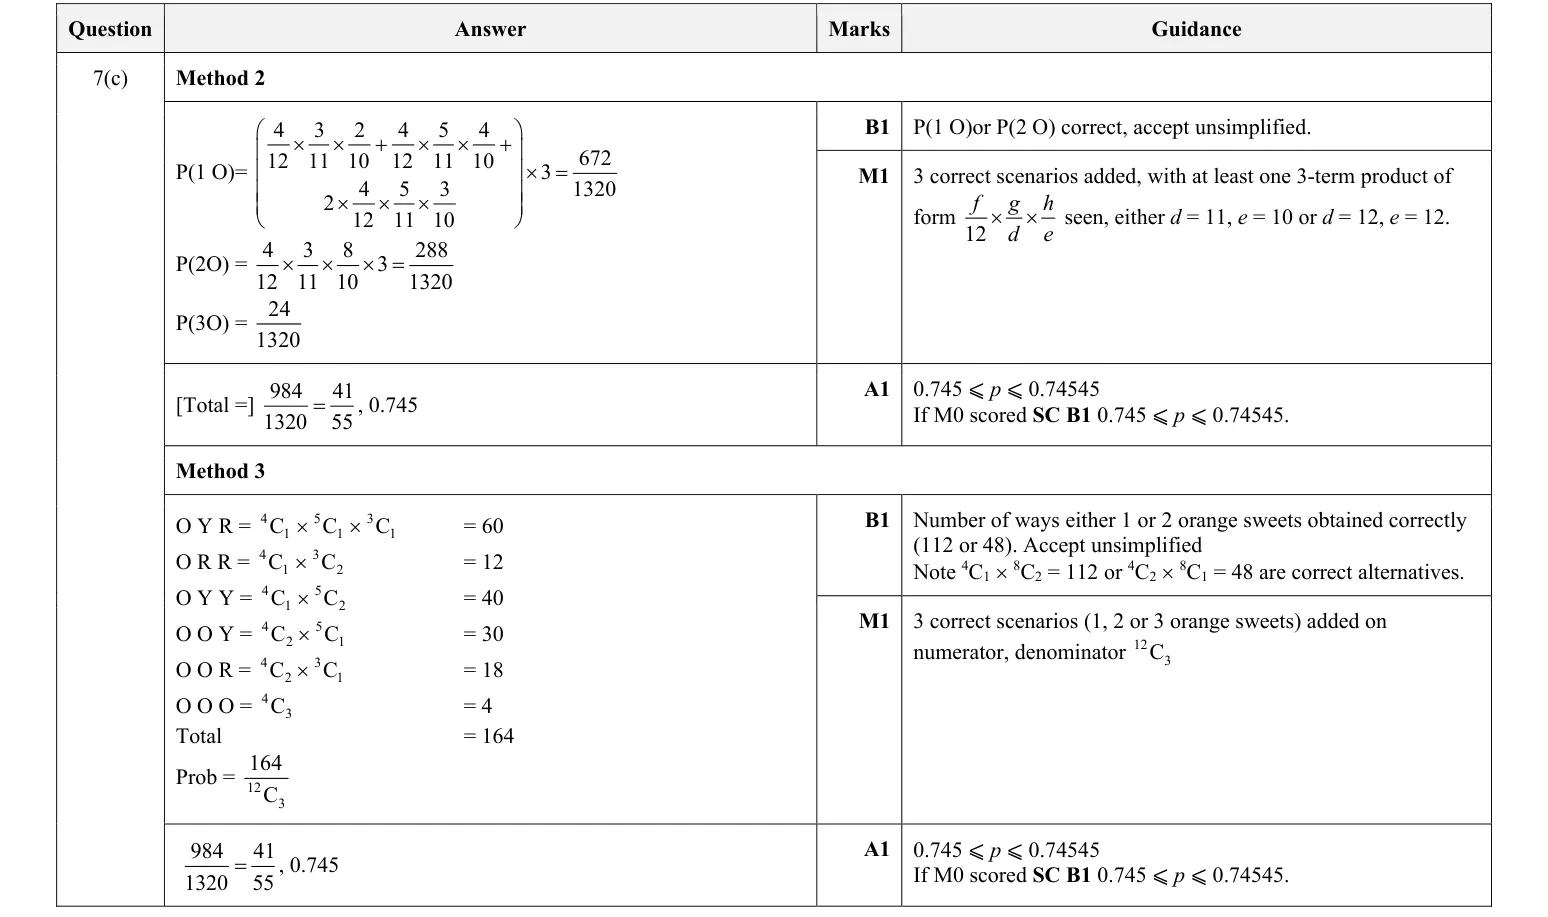 Question Answer Marks Guidance
7(c) Method 2
P(1 O)= (4/12 × 3/11 × 2/10 + 4/12 × 5/11 × 4/10 + 2× 4/12 × 5/11 × 3/10) × 3 = 672/1320
P(2O) = 4/12 × 3/11 × 8/10 × 3 = 288/1320
P(3O) = 24/1320
B1 P(1 O)or P(2 O) correct, accept unsimplified.
M1 3 correct scenarios added, with at least one 3-term product of
form f/12 × g/d × h/e seen, either d = 11, e = 10 or d = 12, e = 12.
[Total =] 984/1320 = 41/55, 0.745
A1 0.745 ⩽ p ⩽ 0.74545
If M0 scored SC B1 0.745 ⩽ p ⩽ 0.74545.
Method 3
O Y R = ⁴C₁ × ⁵C₁ × ³C₁ = 60
O R R = ⁴C₁ × ³C₂ = 12
O Y Y = ⁴C₁ × ⁵C₂ = 40
O O Y = ⁴C₂ × ⁵C₁ = 30
O O R = ⁴C₂ × ³C₁ = 18
O O O = ⁴C₃ = 4
Total = 164
Prob = 164/¹²C₃
B1 Number of ways either 1 or 2 orange sweets obtained correctly
(112 or 48). Accept unsimplified
Note ⁴C₁ × ⁸C₂ = 112 or ⁴C₂ × ⁸C₁ = 48 are correct alternatives.
M1 3 correct scenarios (1, 2 or 3 orange sweets) added on
numerator, denominator ¹²C₃
984/1320 = 41/55, 0.745
A1 0.745 ⩽ p ⩽ 0.74545
If M0 scored SC B1 0.745 ⩽ p ⩽ 0.74545.